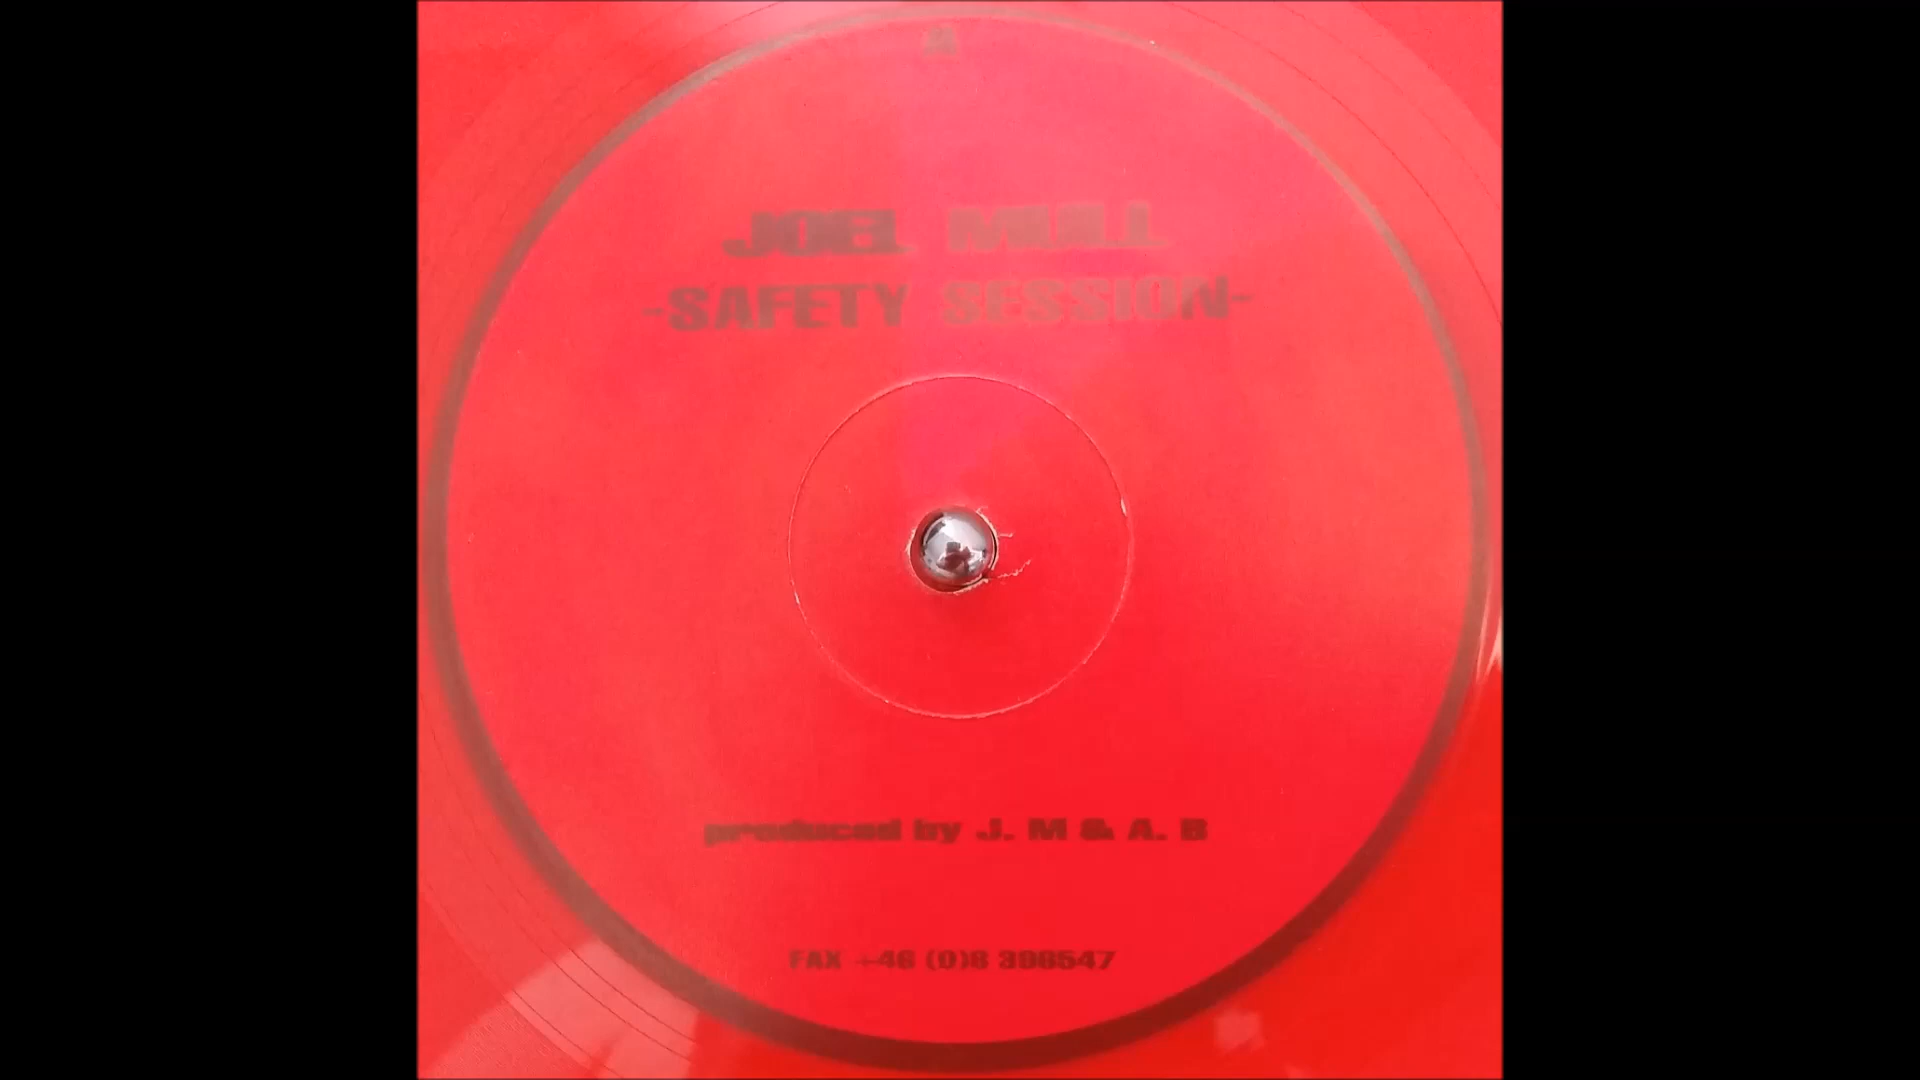 A
JOEL MULL
-SAFETY SESSION-
produced by J. M & A. B
FAX +46 (0)8 396547